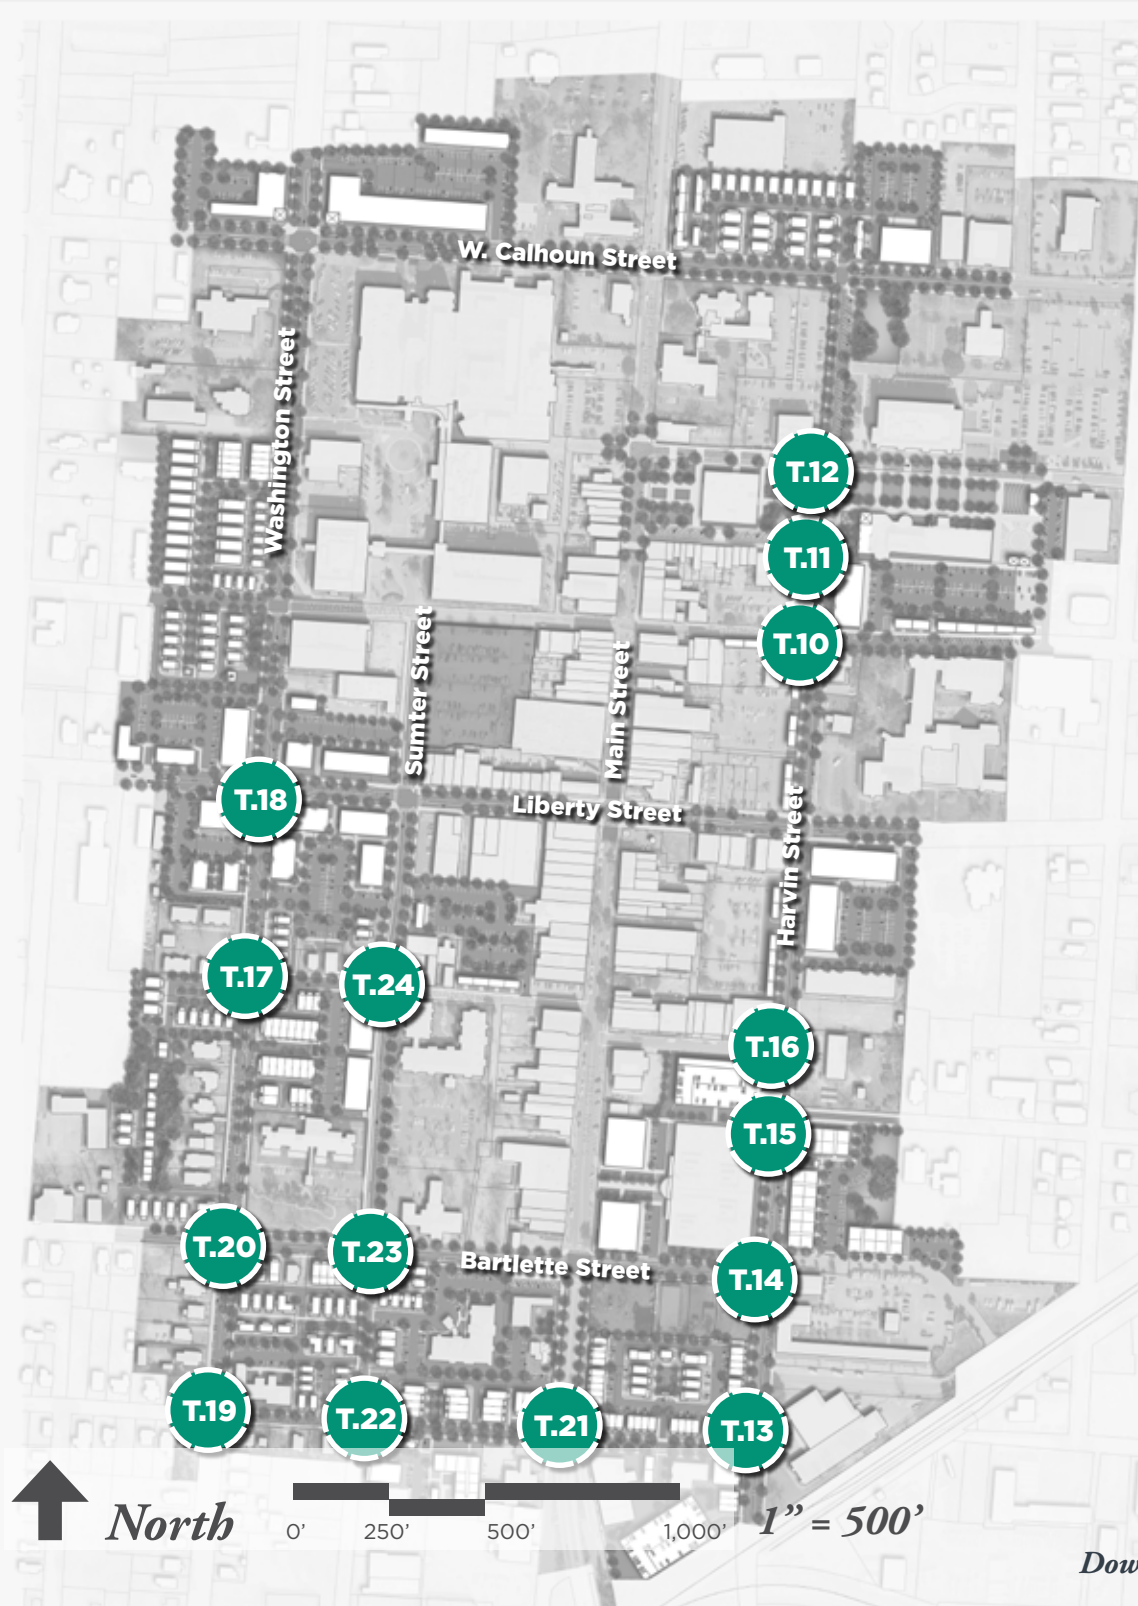 W. Calhoun Street
Washington Street
T.12
T.11
T.10
Sumter Street
Main Street
T.18
Liberty Street
Harvin Street
T.17
T.24
T.16
T.15
T.20
T.23
Bartlette Street
T.14
T.19
T.22
T.21
T.13
North
0’ 250’ 500’ 1,000’
1” = 500’